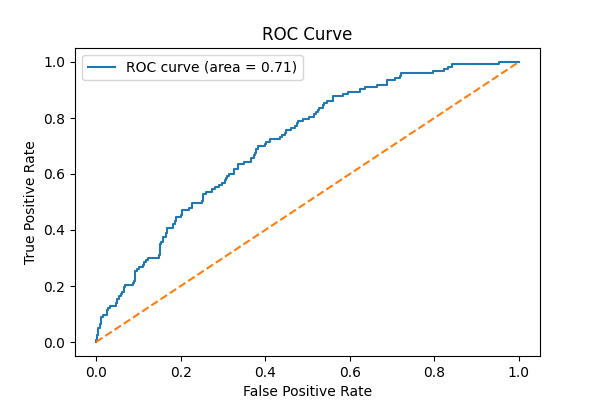 ROC Curve
ROC curve (area = 0.71)
True Positive Rate
1.0
0.8
0.6
0.4
0.2
0.0
0.0 0.2 0.4 0.6 0.8 1.0
False Positive Rate